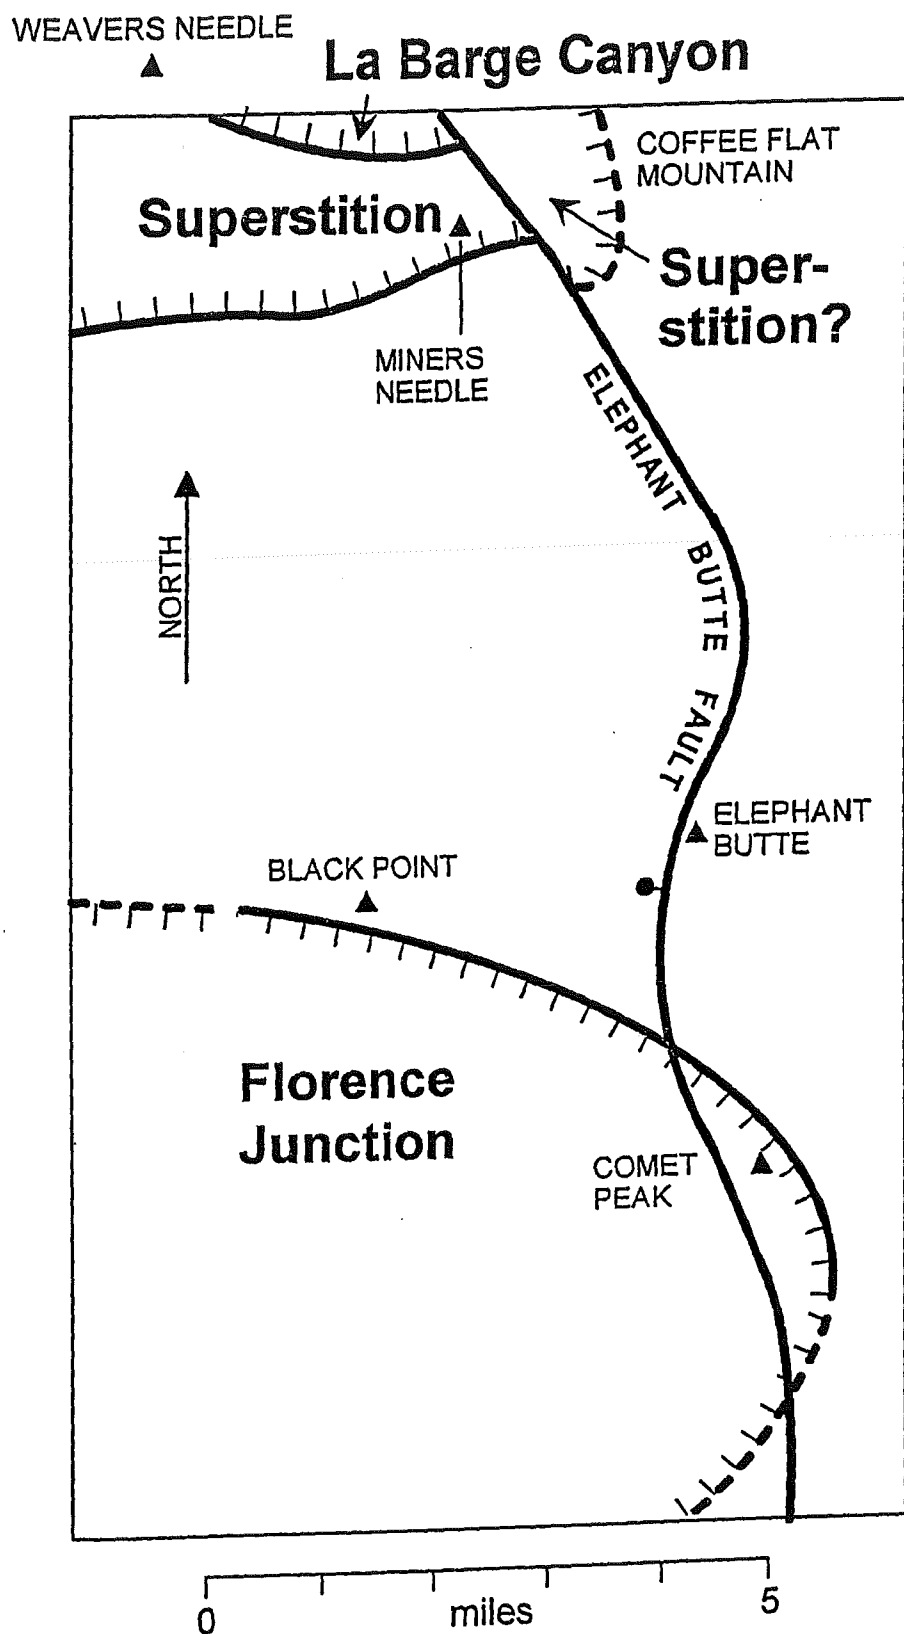 WEAVERS NEEDLE
La Barge Canyon
COFFEE FLAT
MOUNTAIN
Superstition
Super-
stition?
MINERS
NEEDLE
ELEPHANT BUTTE FAULT
NORTH
ELEPHANT
BUTTE
BLACK POINT
Florence
Junction
COMET
PEAK
0
miles
5